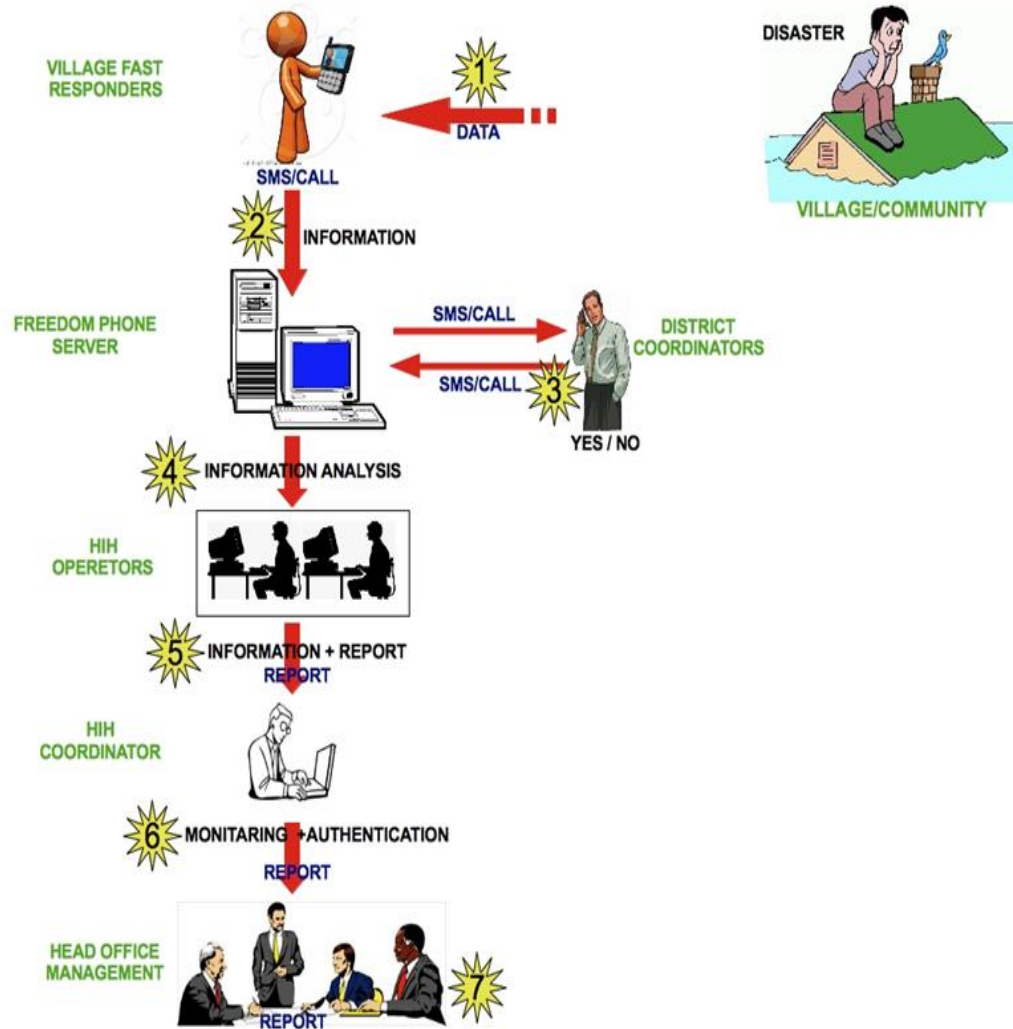 DISASTER
VILLAGE FAST
RESPONDERS
1
DATA
SMS/CALL
VILLAGE/COMMUNITY
2
INFORMATION
FREEDOM PHONE
SERVER
SMS/CALL
SMS/CALL
3
DISTRICT
COORDINATORS
YES / NO
4
INFORMATION ANALYSIS
HIH
OPERETORS
5
INFORMATION + REPORT
REPORT
HIH
COORDINATOR
6
MONITARING +AUTHENTICATION
REPORT
HEAD OFFICE
MANAGEMENT
7
REPORT